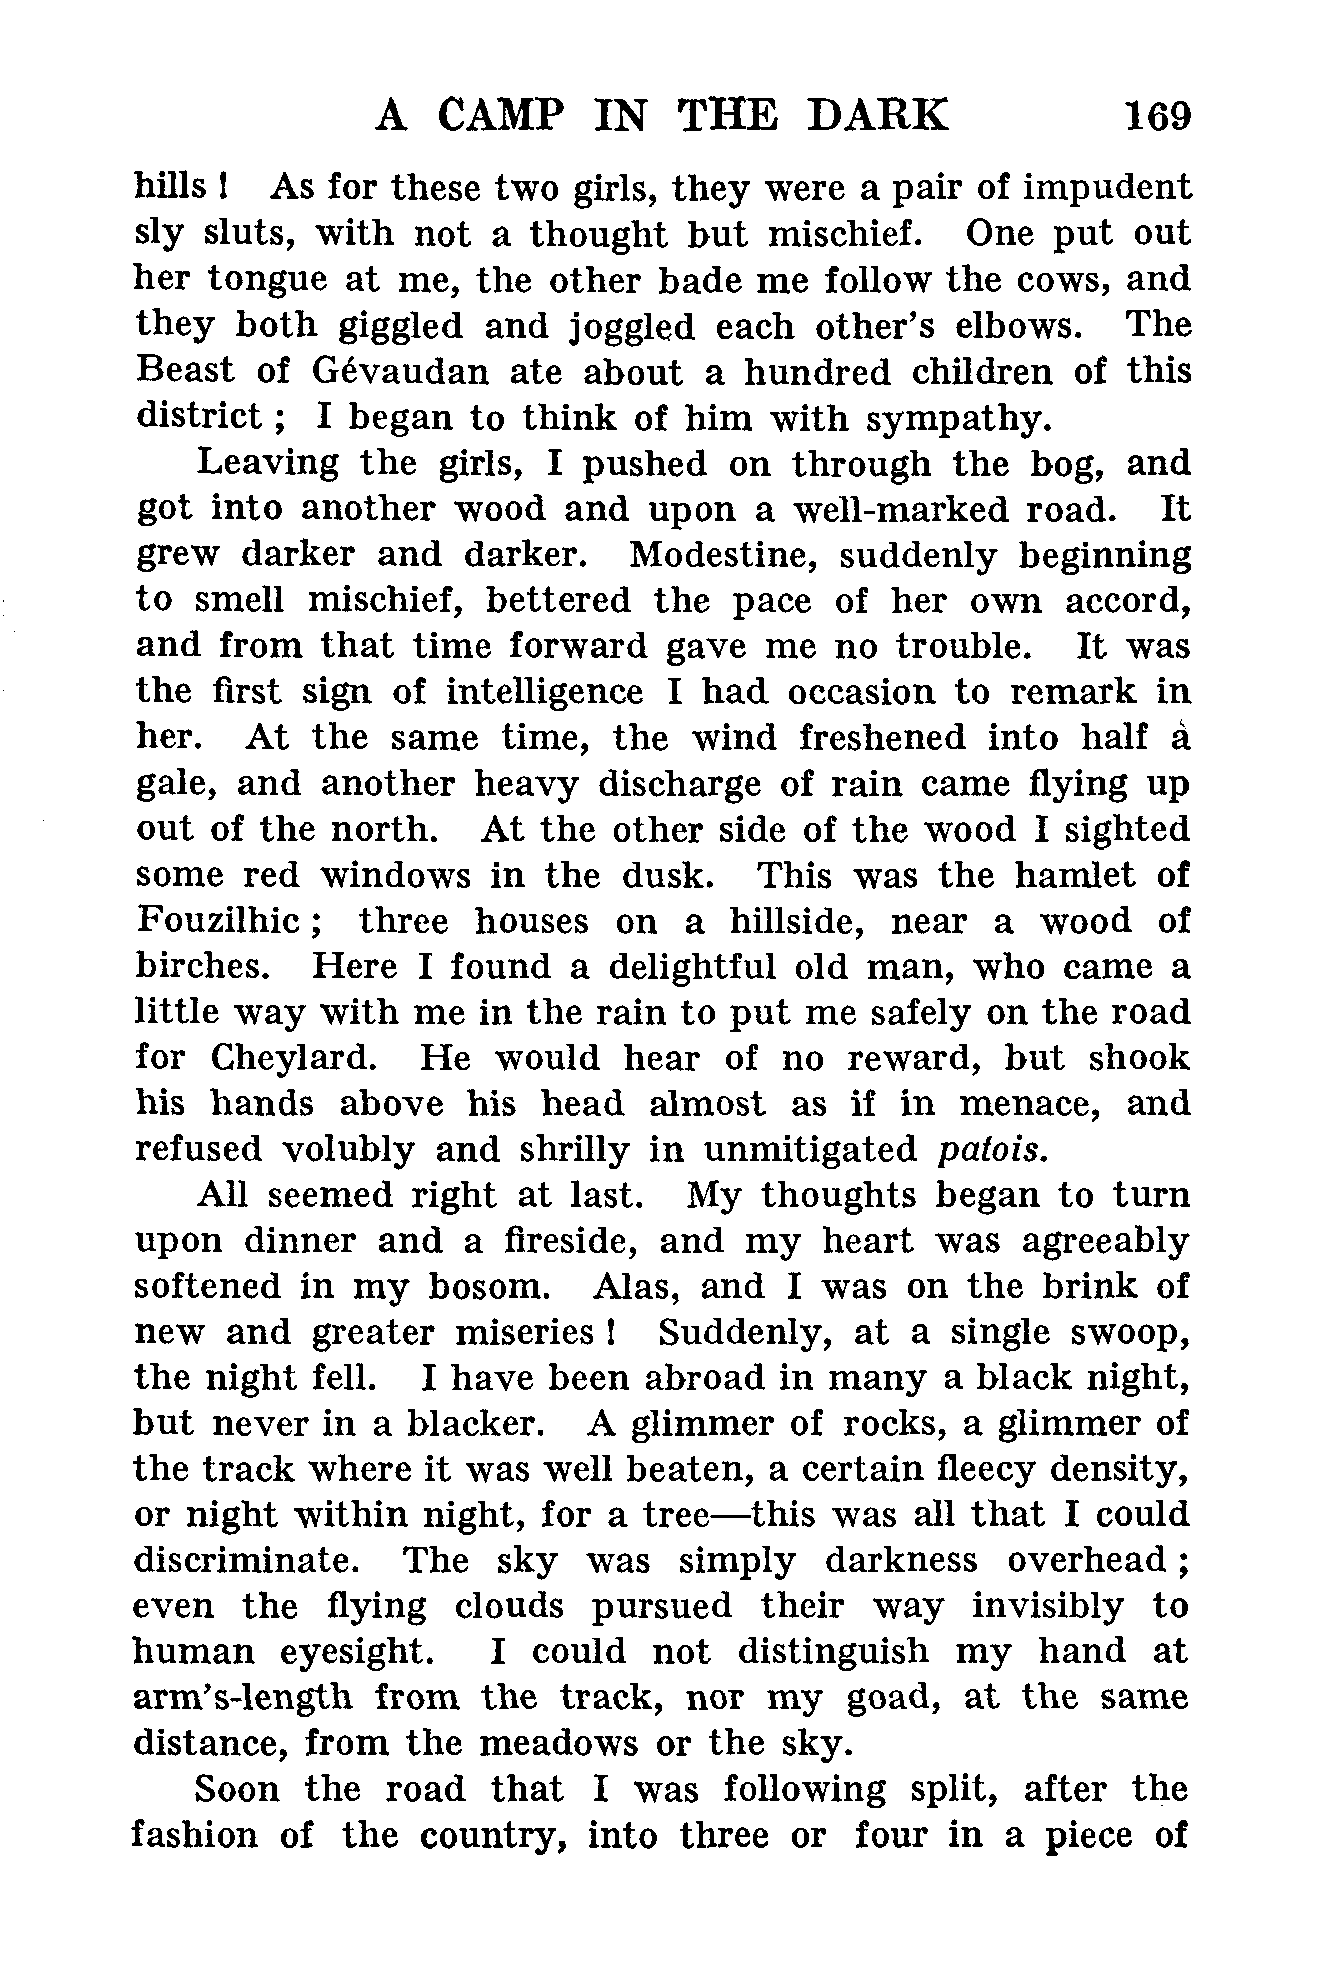 A CAMP IN THE DARK 169
hills! As for these two girls, they were a pair of impudent
sly sluts, with not a thought but mischief. One put out
her tongue at me, the other bade me follow the cows, and
they both giggled and joggled each other's elbows. The
Beast of Gévaudan ate about a hundred children of this
district; I began to think of him with sympathy.
Leaving the girls, I pushed on through the bog, and
got into another wood and upon a well-marked road. It
grew darker and darker. Modestine, suddenly beginning
to smell mischief, bettered the pace of her own accord,
and from that time forward gave me no trouble. It was
the first sign of intelligence I had occasion to remark in
her. At the same time, the wind freshened into half a
gale, and another heavy discharge of rain came flying up
out of the north. At the other side of the wood I sighted
some red windows in the dusk. This was the hamlet of
Fouzilhic; three houses on a hillside, near a wood of
birches. Here I found a delightful old man, who came a
little way with me in the rain to put me safely on the road
for Cheylard. He would hear of no reward, but shook
his hands above his head almost as if in menace, and
refused volubly and shrilly in unmitigated patois.
All seemed right at last. My thoughts began to turn
upon dinner and a fireside, and my heart was agreeably
softened in my bosom. Alas, and I was on the brink of
new and greater miseries! Suddenly, at a single swoop,
the night fell. I have been abroad in many a black night,
but never in a blacker. A glimmer of rocks, a glimmer of
the track where it was well beaten, a certain fleecy density,
or night within night, for a tree—this was all that I could
discriminate. The sky was simply darkness overhead;
even the flying clouds pursued their way invisibly to
human eyesight. I could not distinguish my hand at
arm's-length from the track, nor my goad, at the same
distance, from the meadows or the sky.
Soon the road that I was following split, after the
fashion of the country, into three or four in a piece of